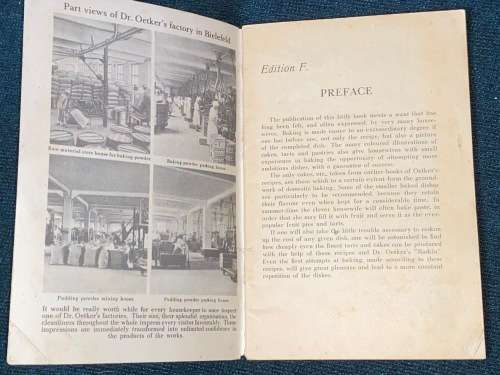 Part views of Dr. Oetker's factory in Bielefeld
Raw material store house for baking powder
Baking powder packing house
Pudding powder mixing house
Pudding powder packing house
It would be really worth while for every housekeeper to once inspect
one of Dr. Oetker's factories. Their size, their splendid organisation, the
cleanliness throughout the whole impress every visitor favourably. These
impressions are immediately transformed into unlimited confidence in
the products of the works.
Edition F.
PREFACE
The publication of this little book meets a want that has
long been felt, and often expressed, by very many house-
wives. Baking is made easier to an extraordinary degree if
one has before one, not only the recipe, but also a picture
of the completed dish. The many coloured illustrations of
cakes, tarts and pastries also give housewives with small
experience in baking the opportunity of attempting more
ambitious dishes, with a guarantee of success.
The only cakes, etc., taken from earlier books of Oetker's
recipes, are those which to a certain extent form the ground-
work of domestic baking. Some of the smaller baked dishes
are particularly to be recommended, because they retain
their flavour even when kept for a considerable time. In
summer-time the clever housewife will often bake paste, in
order that she may fill it with fruit and serve it as the ever-
popular fruit pies and tarts.
If one will also take the little trouble necessary to reckon
up the cost of any given dish, one will be astonished to find
how cheaply even the finest tarts and cakes can be produced
with the help of these recipes and Dr. Oetker's "Backin".
Even the first attempts at baking, made according to these
recipes, will give great pleasure and lead to a more constant
repetition of the dishes.